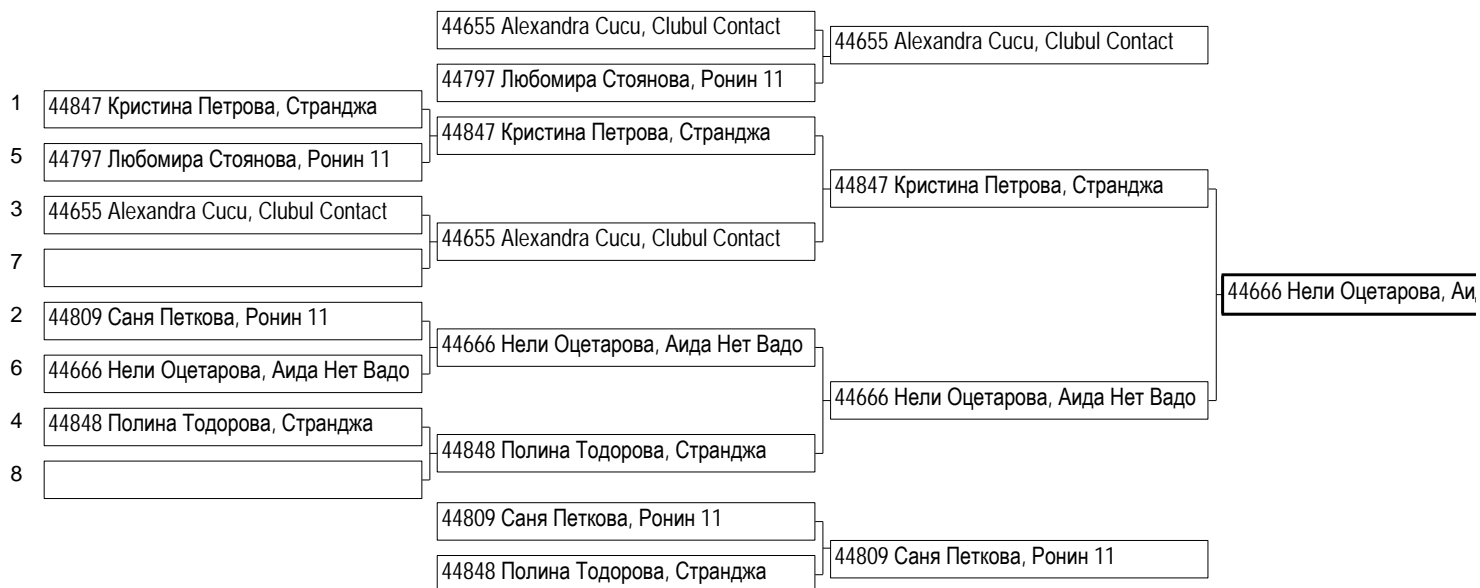 44655 Alexandra Cucu, Clubul Contact
44797 Любомира Стоянова, Ронин 11
44655 Alexandra Cucu, Clubul Contact
1 44847 Кристина Петрова, Странджа
5 44797 Любомира Стоянова, Ронин 11
3 44655 Alexandra Cucu, Clubul Contact
7
2 44809 Саня Петкова, Ронин 11
6 44666 Нели Оцетарова, Аида Нет Вадо
4 44848 Полина Тодорова, Странджа
8
44847 Кристина Петрова, Странджа
44655 Alexandra Cucu, Clubul Contact
44666 Нели Оцетарова, Аида Нет Вадо
44848 Полина Тодорова, Странджа
44847 Кристина Петрова, Странджа
44666 Нели Оцетарова, Аида Нет Вадо
44666 Нели Оцетарова,
44809 Саня Петкова, Ронин 11
44848 Полина Тодорова, Странджа
44809 Саня Петкова, Ронин 11